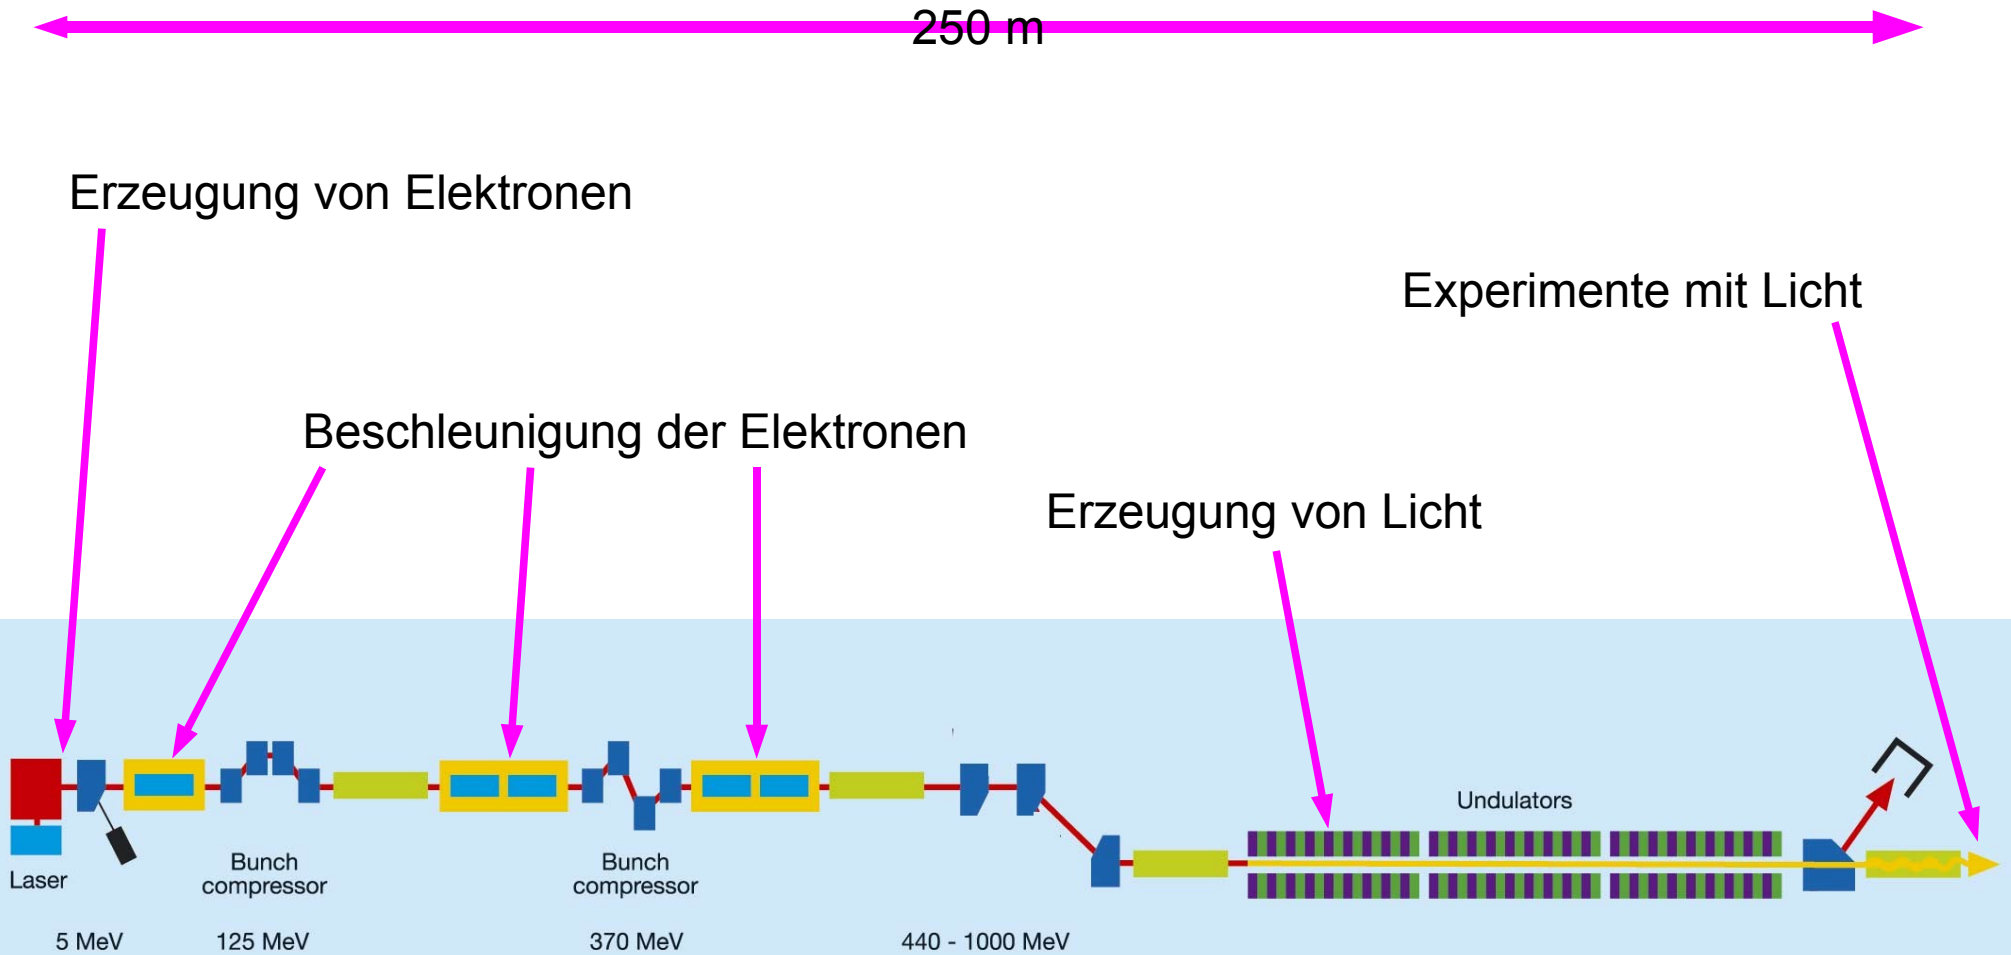 250 m
Erzeugung von Elektronen
Experimente mit Licht
Beschleunigung der Elektronen
Erzeugung von Licht
Undulators
Laser
Bunch
compressor
Bunch
compressor
5 MeV
125 MeV
370 MeV
440 - 1000 MeV